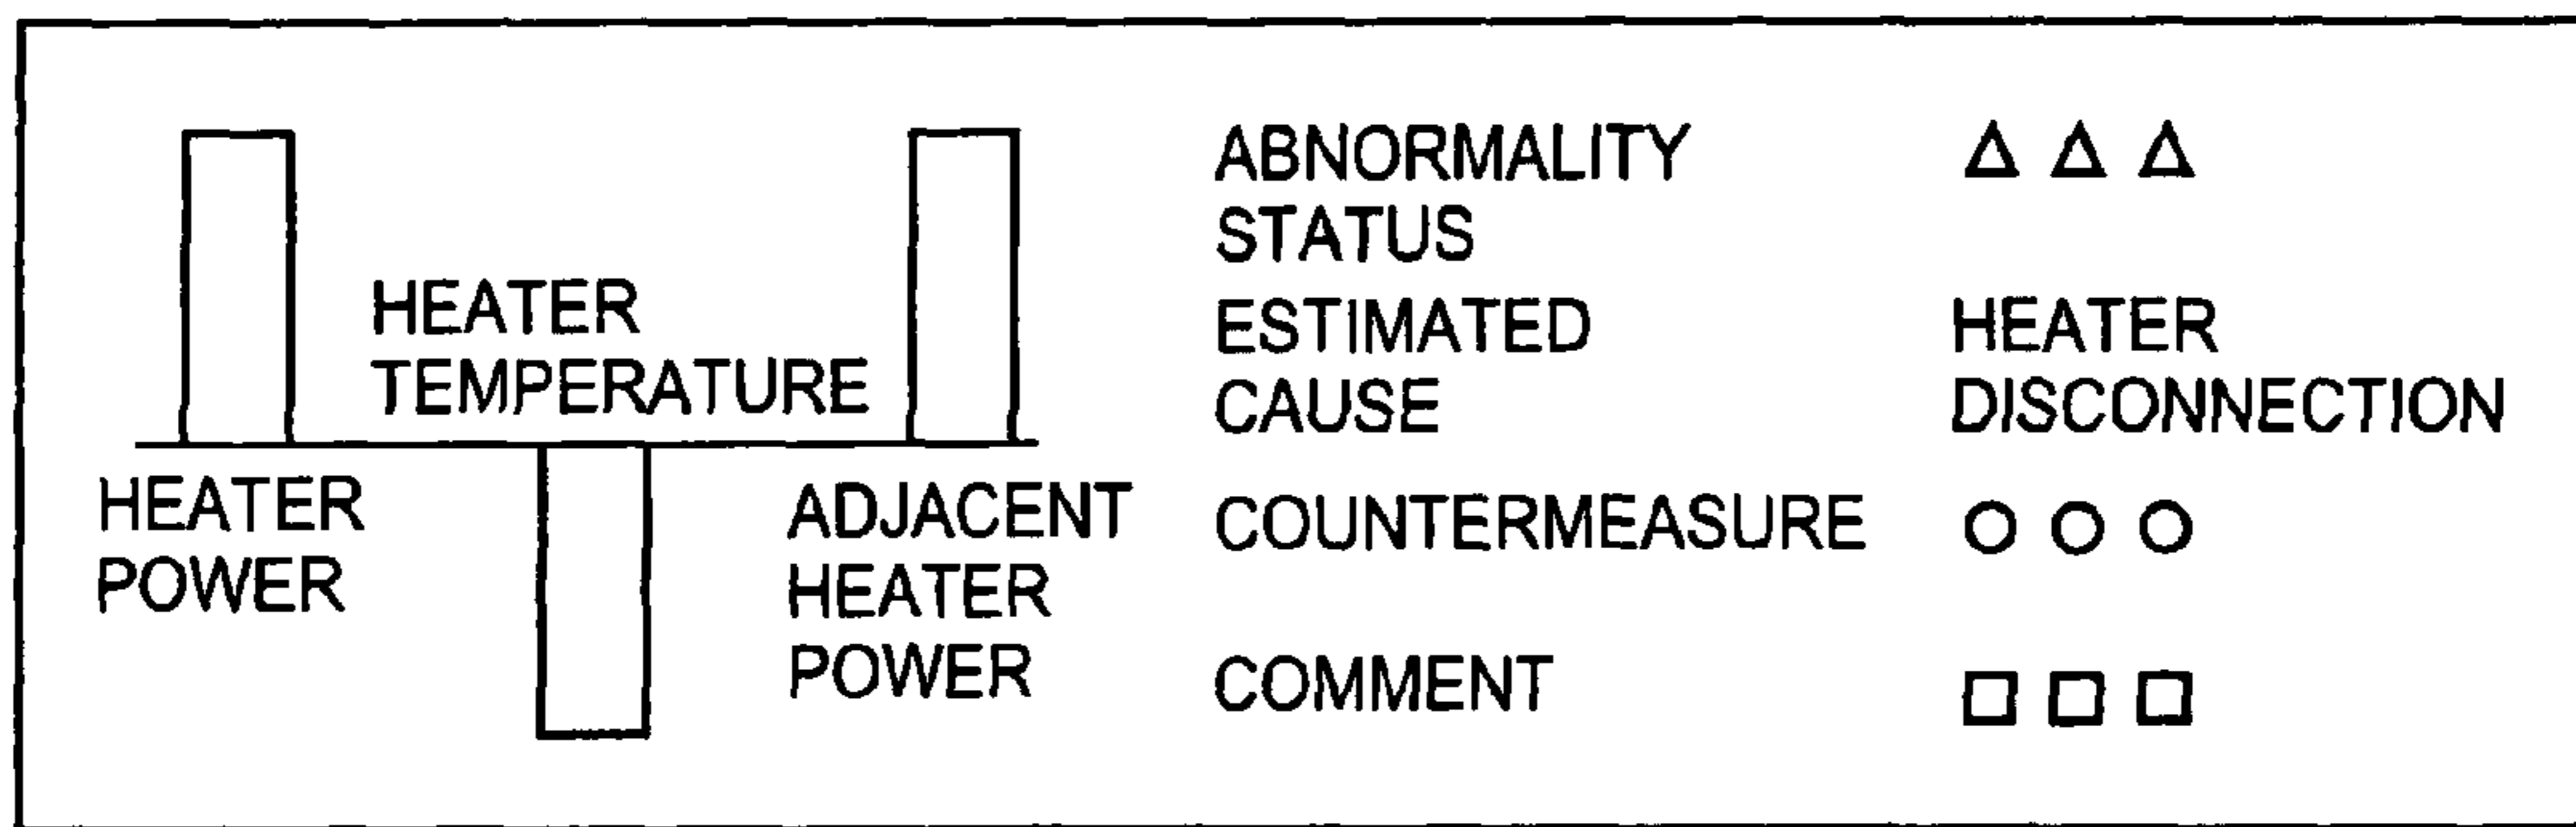 HEATER
TEMPERATURE
HEATER
POWER
ADJACENT
HEATER
POWER
ABNORMALITY
STATUS
△ △ △
ESTIMATED
CAUSE
HEATER
DISCONNECTION
COUNTERMEASURE
○ ○ ○
COMMENT
□ □ □